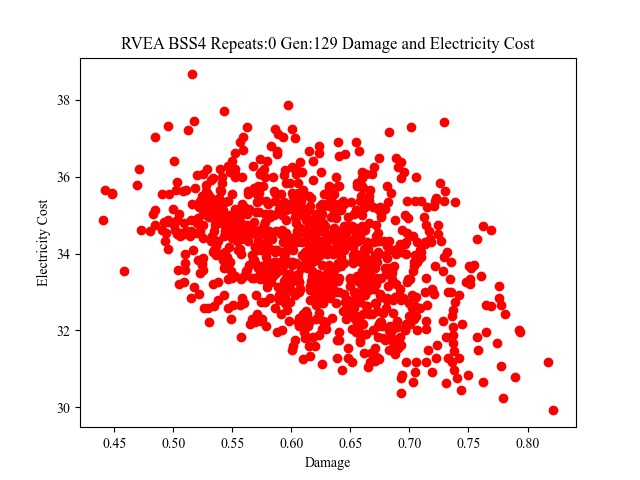 RVEA BSS4 Repeats:0 Gen:129 Damage and Electricity Cost
38
36
34
32
30
Electricity Cost
0.45 0.50 0.55 0.60 0.65 0.70 0.75 0.80
Damage